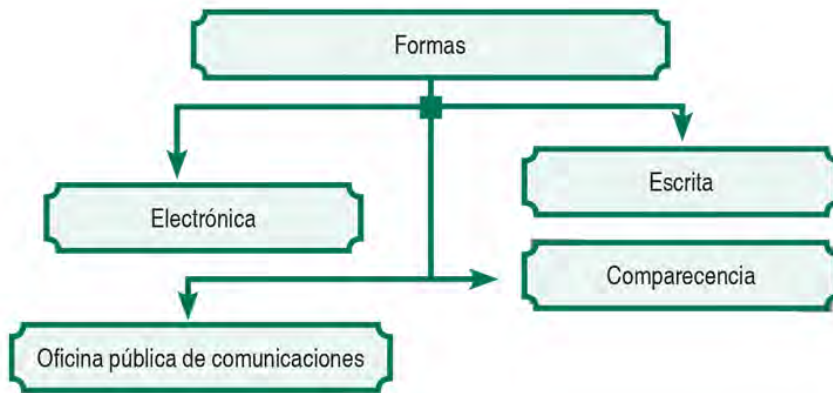 Formas
Escrita
Electrónica
Comparecencia
Oficina pública de comunicaciones